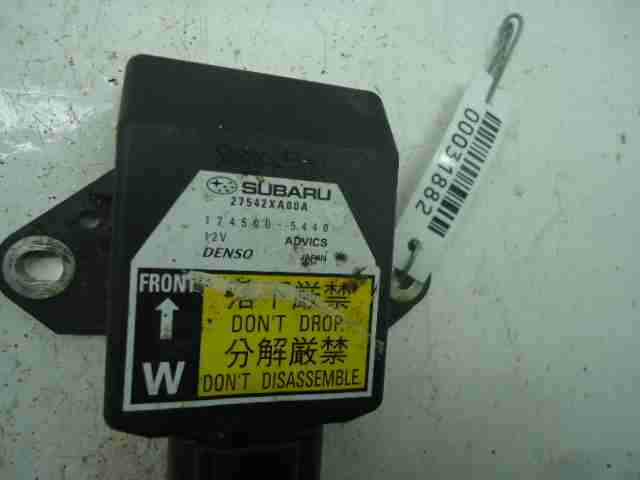 SUBARU
27542XA00A
174500-5440
12V ADVICS
DENSO JAPAN
FRONT
W
落下厳禁
DON'T DROP.
分解厳禁
DON'T DISASSEMBLE.
00031882